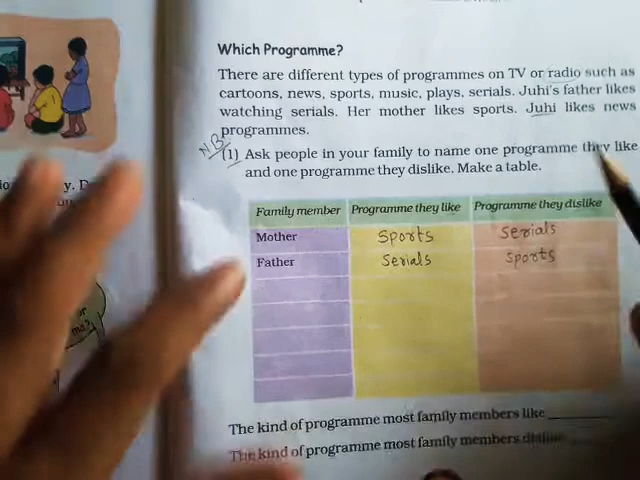 Which Programme?
There are different types of programmes on TV or radio such as
cartoons, news, sports, music, plays, serials. Juhi's father likes
watching serials. Her mother likes sports. Juhi likes news
programmes.
N.B.
(1) Ask people in your family to name one programme they like
and one programme they dislike. Make a table.
Family member Programme they like Programme they dislike
Mother Sports Serials
Father Serials Sports
The kind of programme most family members like
The kind of programme most family members dislike